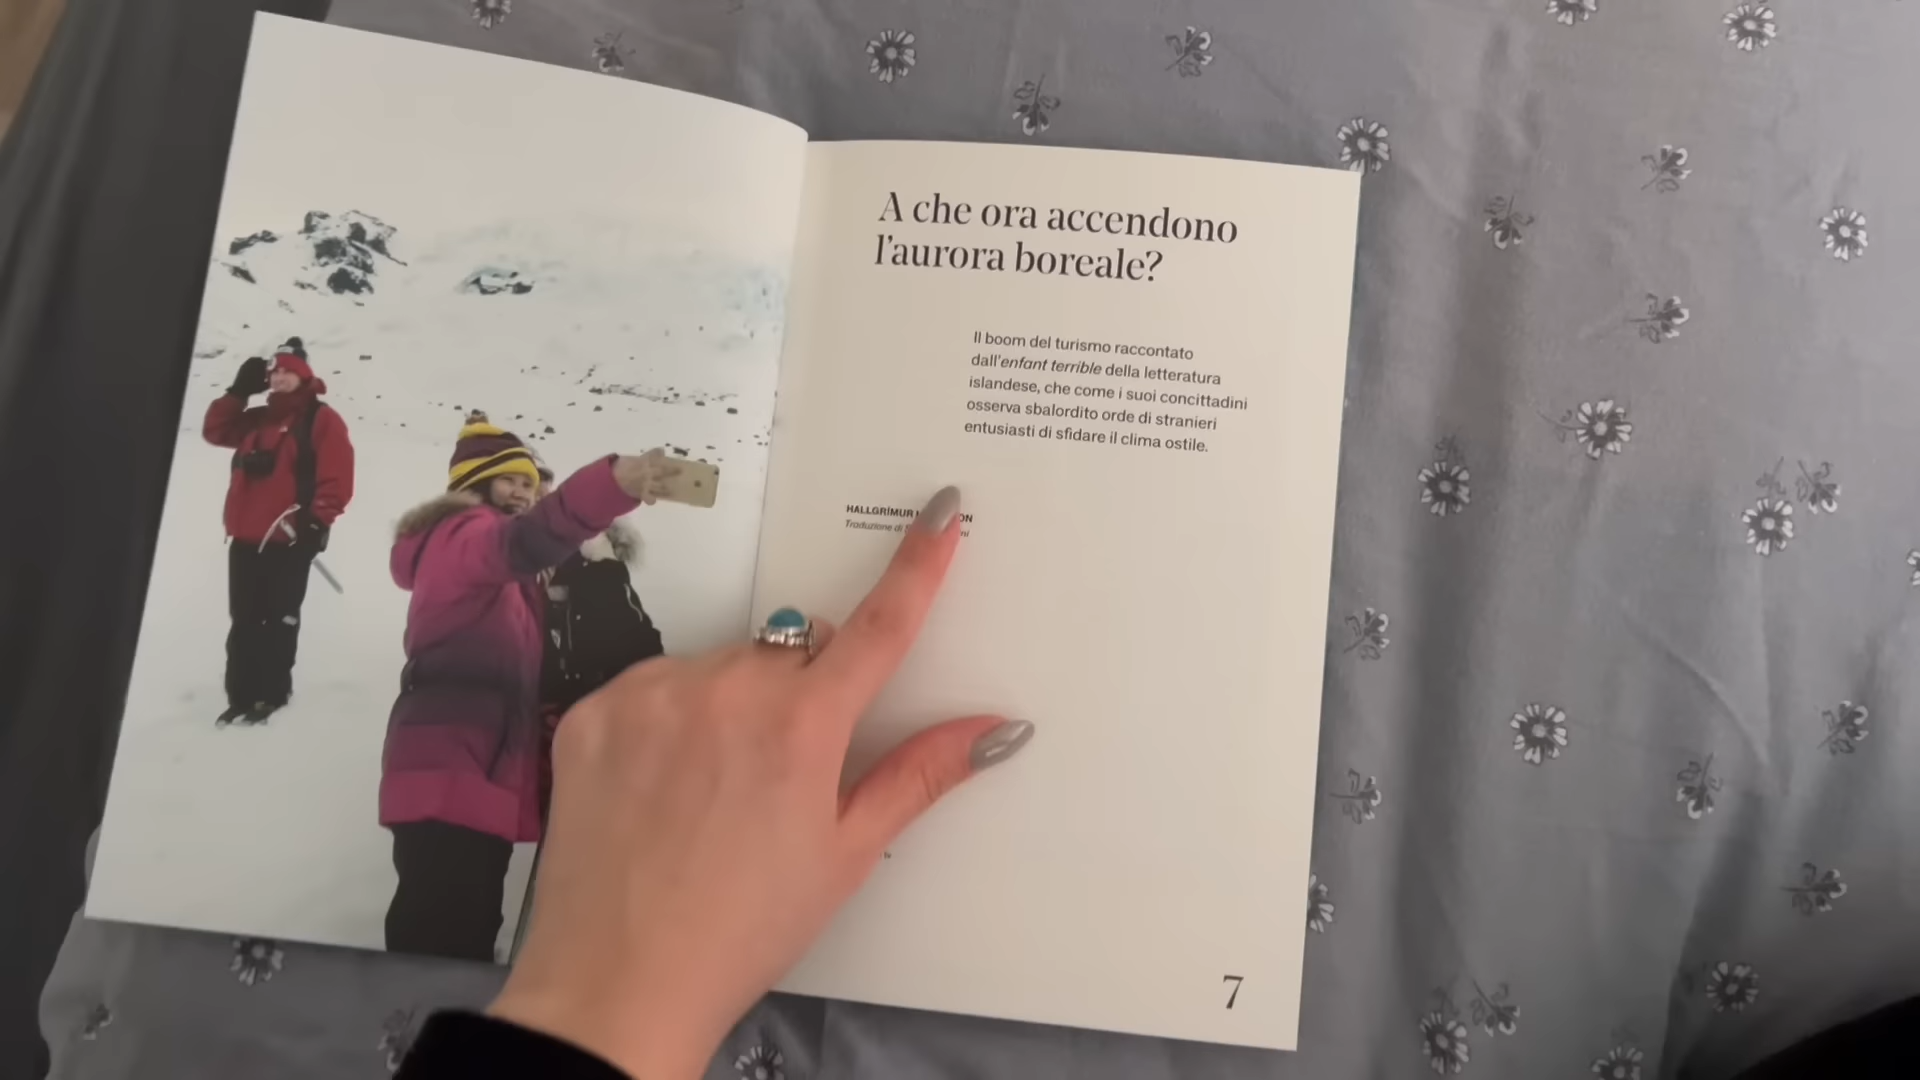 A che ora accendono
l'aurora boreale?
Il boom del turismo raccontato
dall'enfant terrible della letteratura
islandese, che come i suoi concittadini
osserva sbalordito orde di stranieri
entusiasti di sfidare il clima ostile.
HALLGRÍMUR
Traduzione di
7